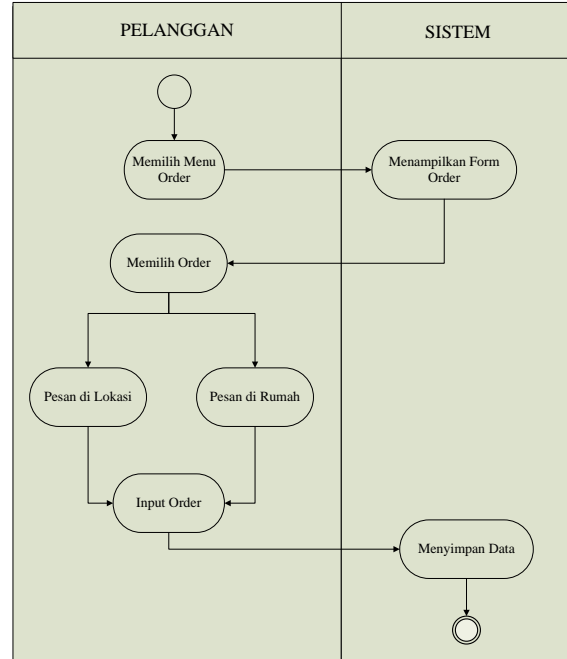 PELANGGAN
SISTEM
Memilih Menu
Order
Menampilkan Form
Order
Memilih Order
Pesan di Lokasi
Pesan di Rumah
Input Order
Menyimpan Data